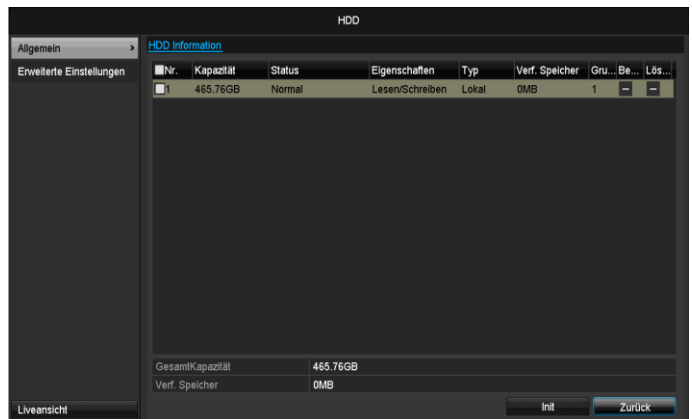 HDD
Allgemein >
HDD Information
Erweiterte Einstellungen
Nr. Kapazität Status Eigenschaften Typ Verf. Speicher Gru... Be... Lös...
1 465.76GB Normal Lesen/Schreiben Lokal 0MB 1 – –
GesamtKapazität 465.76GB
Verf. Speicher 0MB
Liveansicht
Init
Zurück